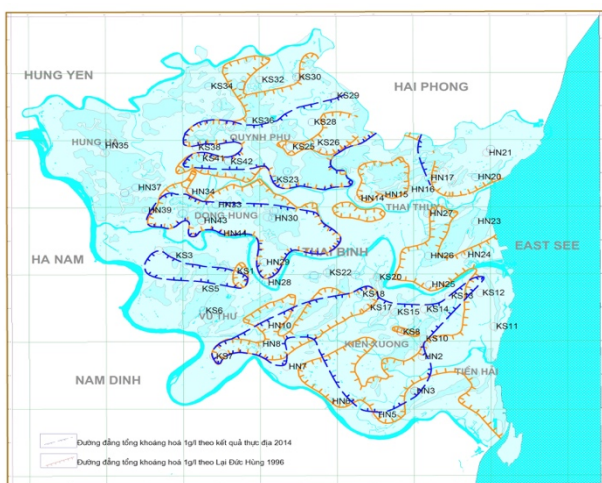 HUNG YEN
HAI PHONG
KS34
KS32
KS30
KS29
KS36
KS28
QUYNH PHU
HUNG HA
HN35
KS38
KS25
KS26
HN21
KS41
KS42
HN37
KS23
HN17
HN20
HN34
HN14
HN15
HN16
HN39
HN33
THAI THUY
DONG HUNG
HN30
HN27
HN23
HN43
HN44
THAI BINH
EAST SEE
HA NAM
KS3
HN29
HN26
HN24
KS1
KS22
KS20
HN28
HN25
KS5
KS18
KS13
KS12
KS6
KS17
KS15
KS14
VU THU
HN10
KS8
KS11
HN8
KIEN XUONG
KS10
KS7
HN2
HN7
TIEN HAI
NAM DINH
HN3
HN6
HN5
Đường đẳng tổng khoáng hoá 1g/l theo kết quả thực địa 2014
Đường đẳng tổng khoáng hoá 1g/l theo Lại Đức Hùng 1996